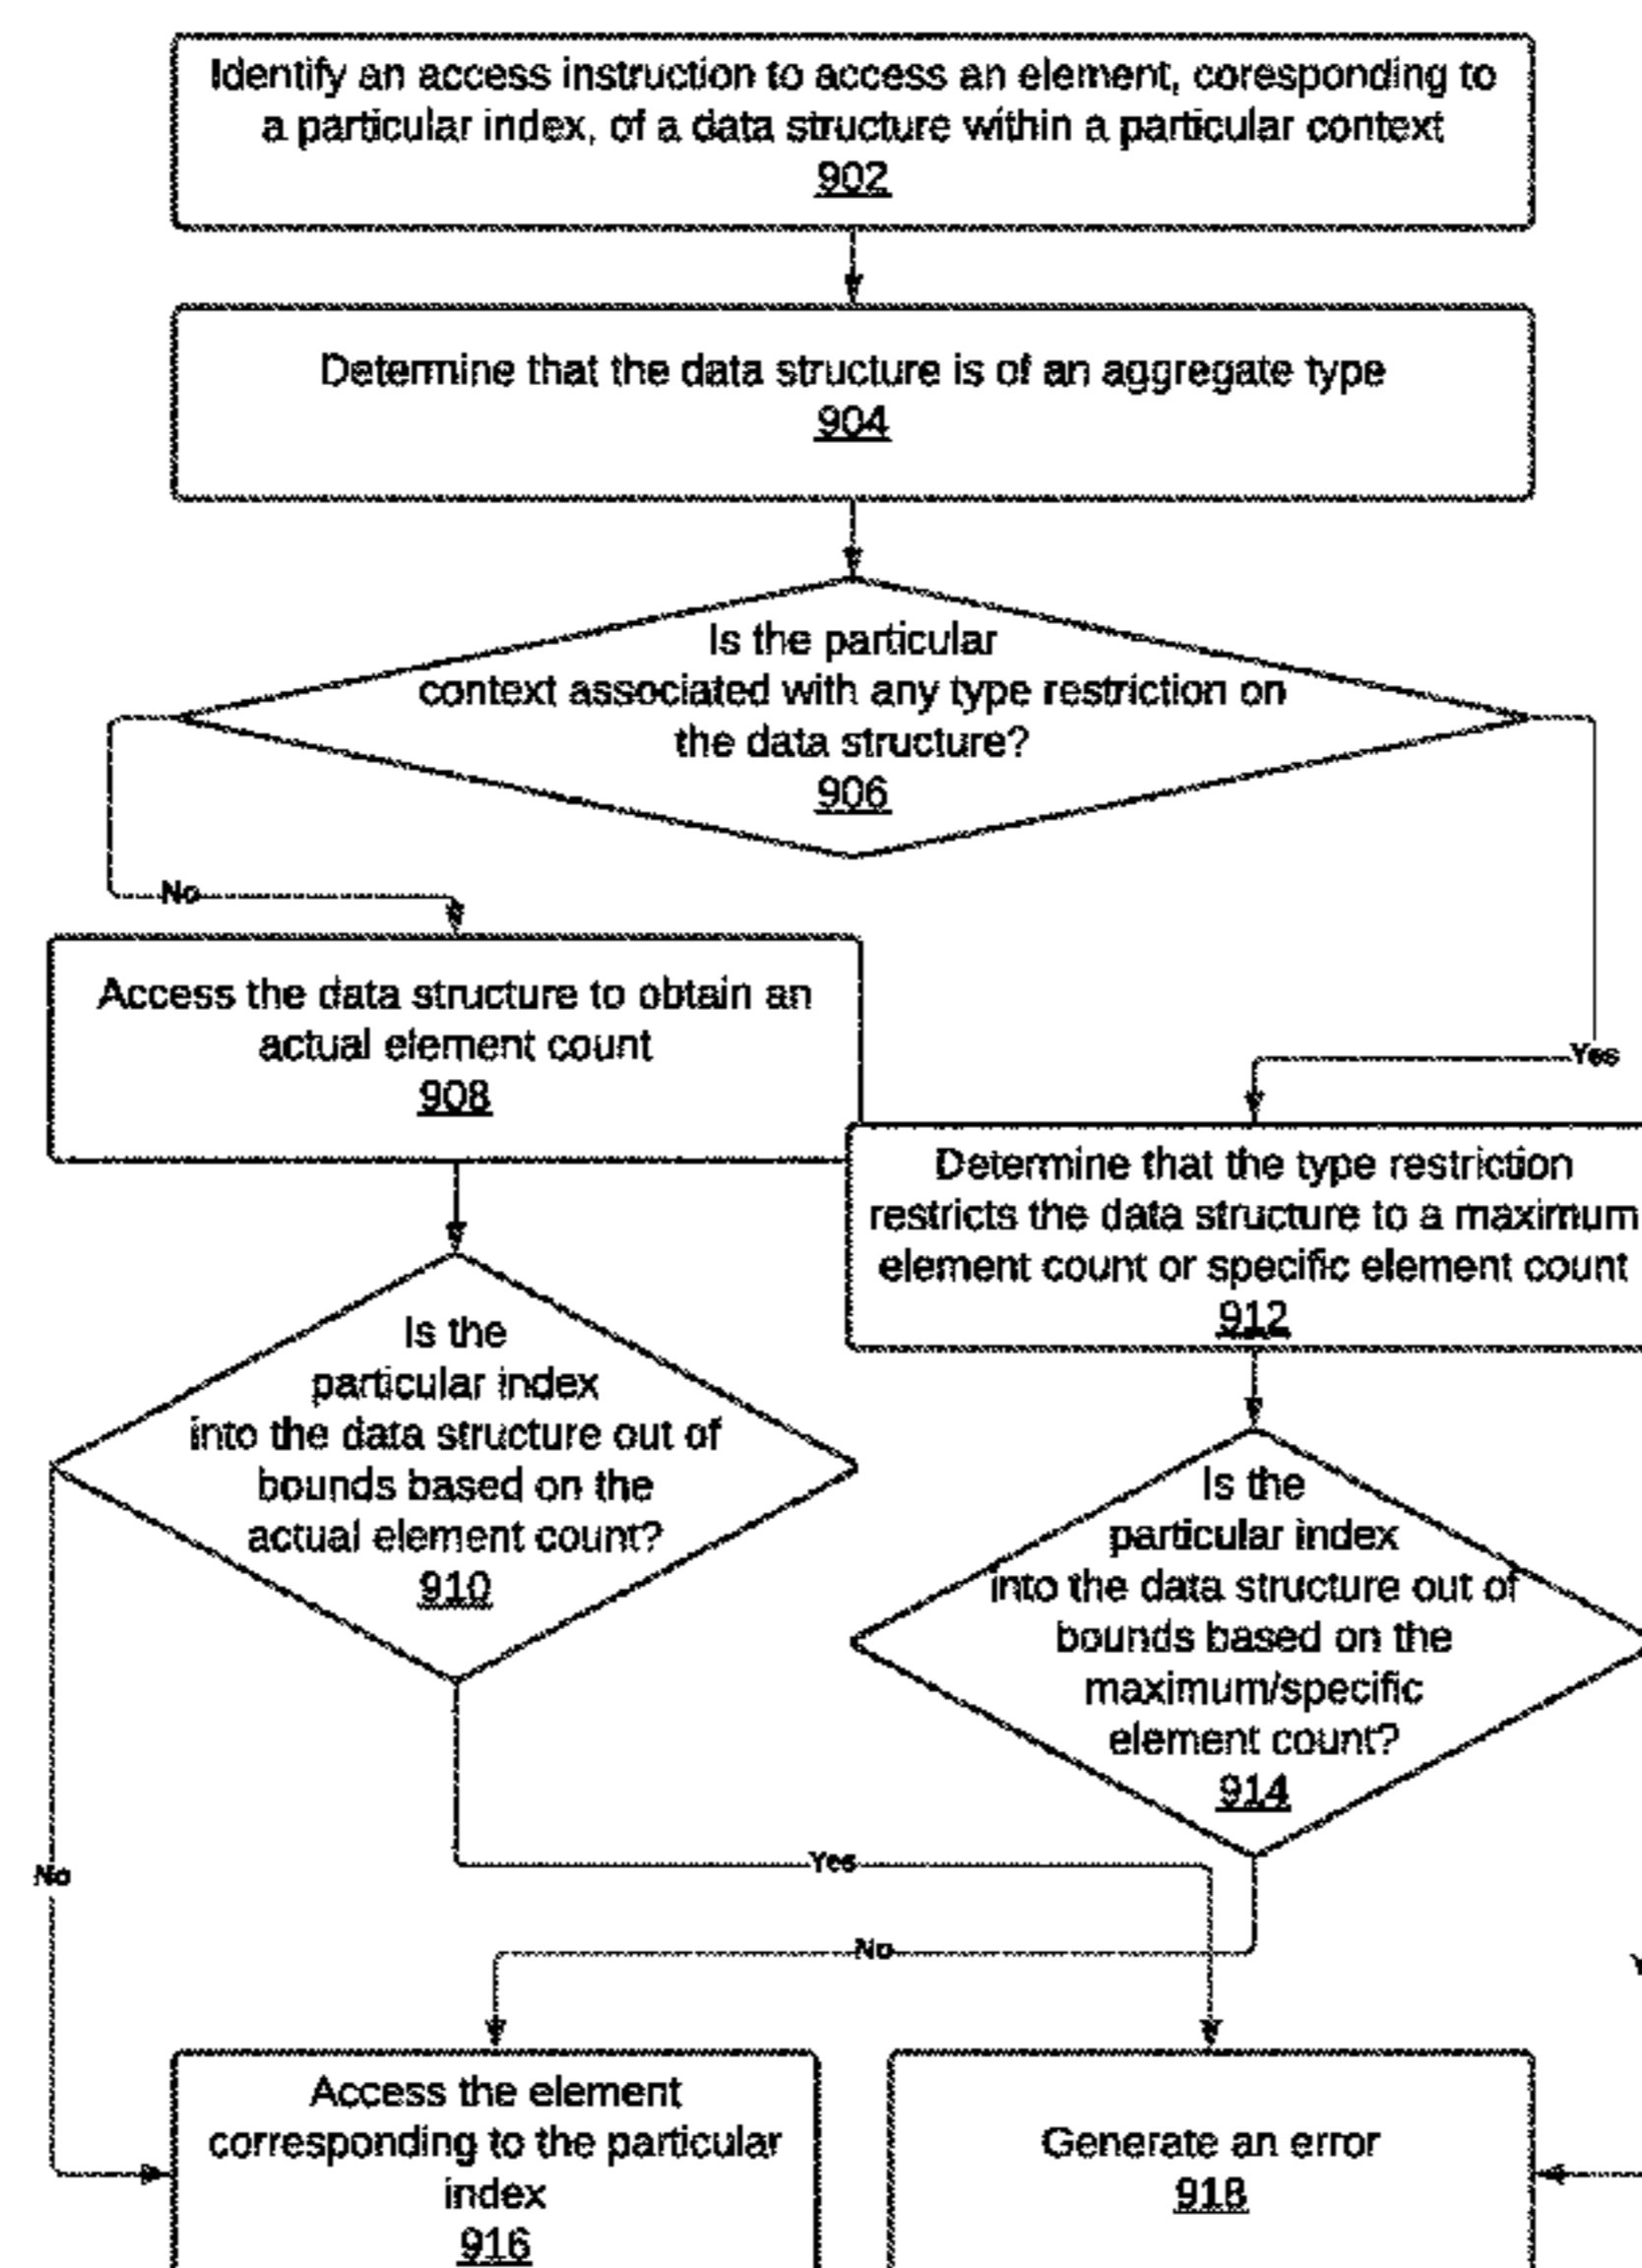 Identify an access instruction to access an element, coresponding to
a particular index, of a data structure within a particular context
902
Determine that the data structure is of an aggregate type
904
Is the particular
context associated with any type restriction on
the data structure?
906
No
Access the data structure to obtain an
actual element count
908
Yes
Determine that the type restriction
restricts the data structure to a maximum
element count or specific element count
912
Is the
particular index
into the data structure out of
bounds based on the
actual element count?
910
Is the
particular index
into the data structure out of
bounds based on the
maximum/specific
element count?
914
Yes
No
No
Access the element
corresponding to the particular
index
916
Generate an error
918